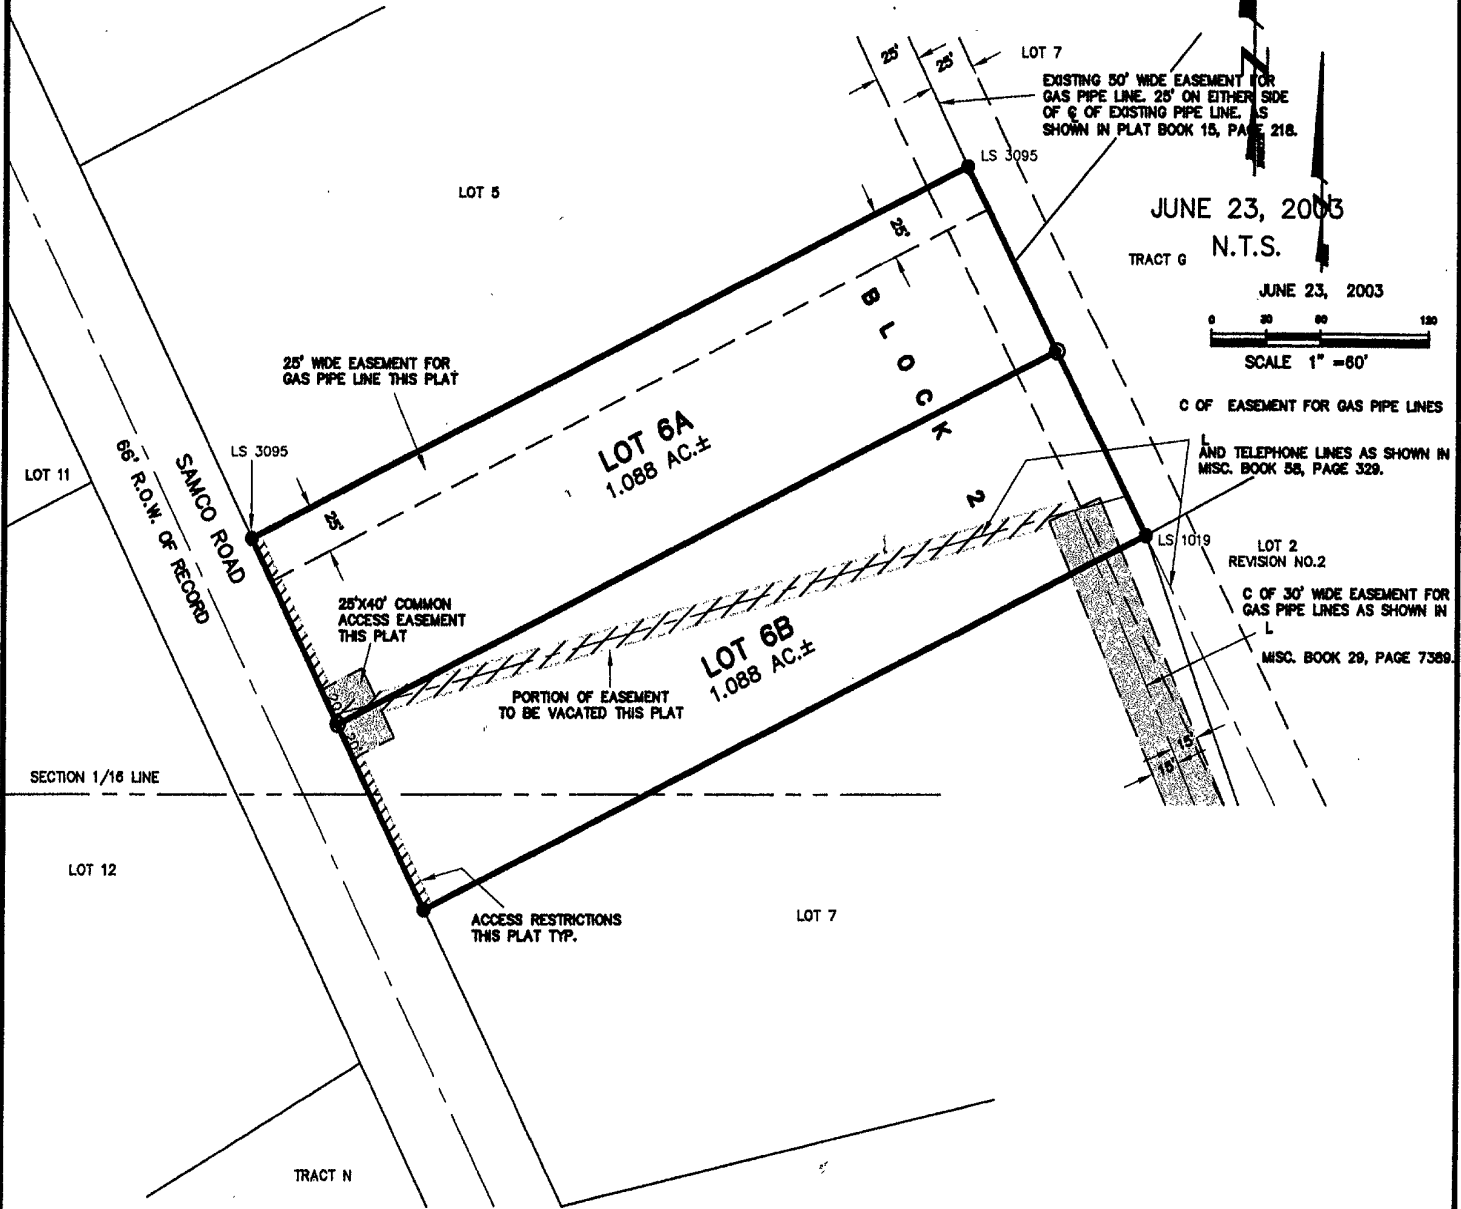 25'
25'
LOT 7
EXISTING 50' WIDE EASEMENT FOR
GAS PIPE LINE. 25' ON EITHER SIDE
OF ℄ OF EXISTING PIPE LINE. AS
SHOWN IN PLAT BOOK 15, PAGE 218.
LS 3095
LOT 5
JUNE 23, 2003
N.T.S.
TRACT G
25'
JUNE 23, 2003
0 30 60 120
SCALE 1" =60'
BLOCK
2
25' WIDE EASEMENT FOR
GAS PIPE LINE THIS PLAT
C OF EASEMENT FOR GAS PIPE LINES
L
AND TELEPHONE LINES AS SHOWN IN
MISC. BOOK 58, PAGE 329.
LOT 6A
1.088 AC.±
LS 3095
LOT 11
SAMCO ROAD
66' R.O.W. OF RECORD
25'
LS 1019
LOT 2
REVISION NO.2
C OF 30' WIDE EASEMENT FOR
GAS PIPE LINES AS SHOWN IN
L
MISC. BOOK 29, PAGE 7389.
25'X40' COMMON
ACCESS EASEMENT
THIS PLAT
LOT 6B
1.088 AC.±
PORTION OF EASEMENT
TO BE VACATED THIS PLAT
20'
20'
15'
15'
SECTION 1/16 LINE
LOT 12
ACCESS RESTRICTIONS
THIS PLAT TYP.
LOT 7
TRACT N